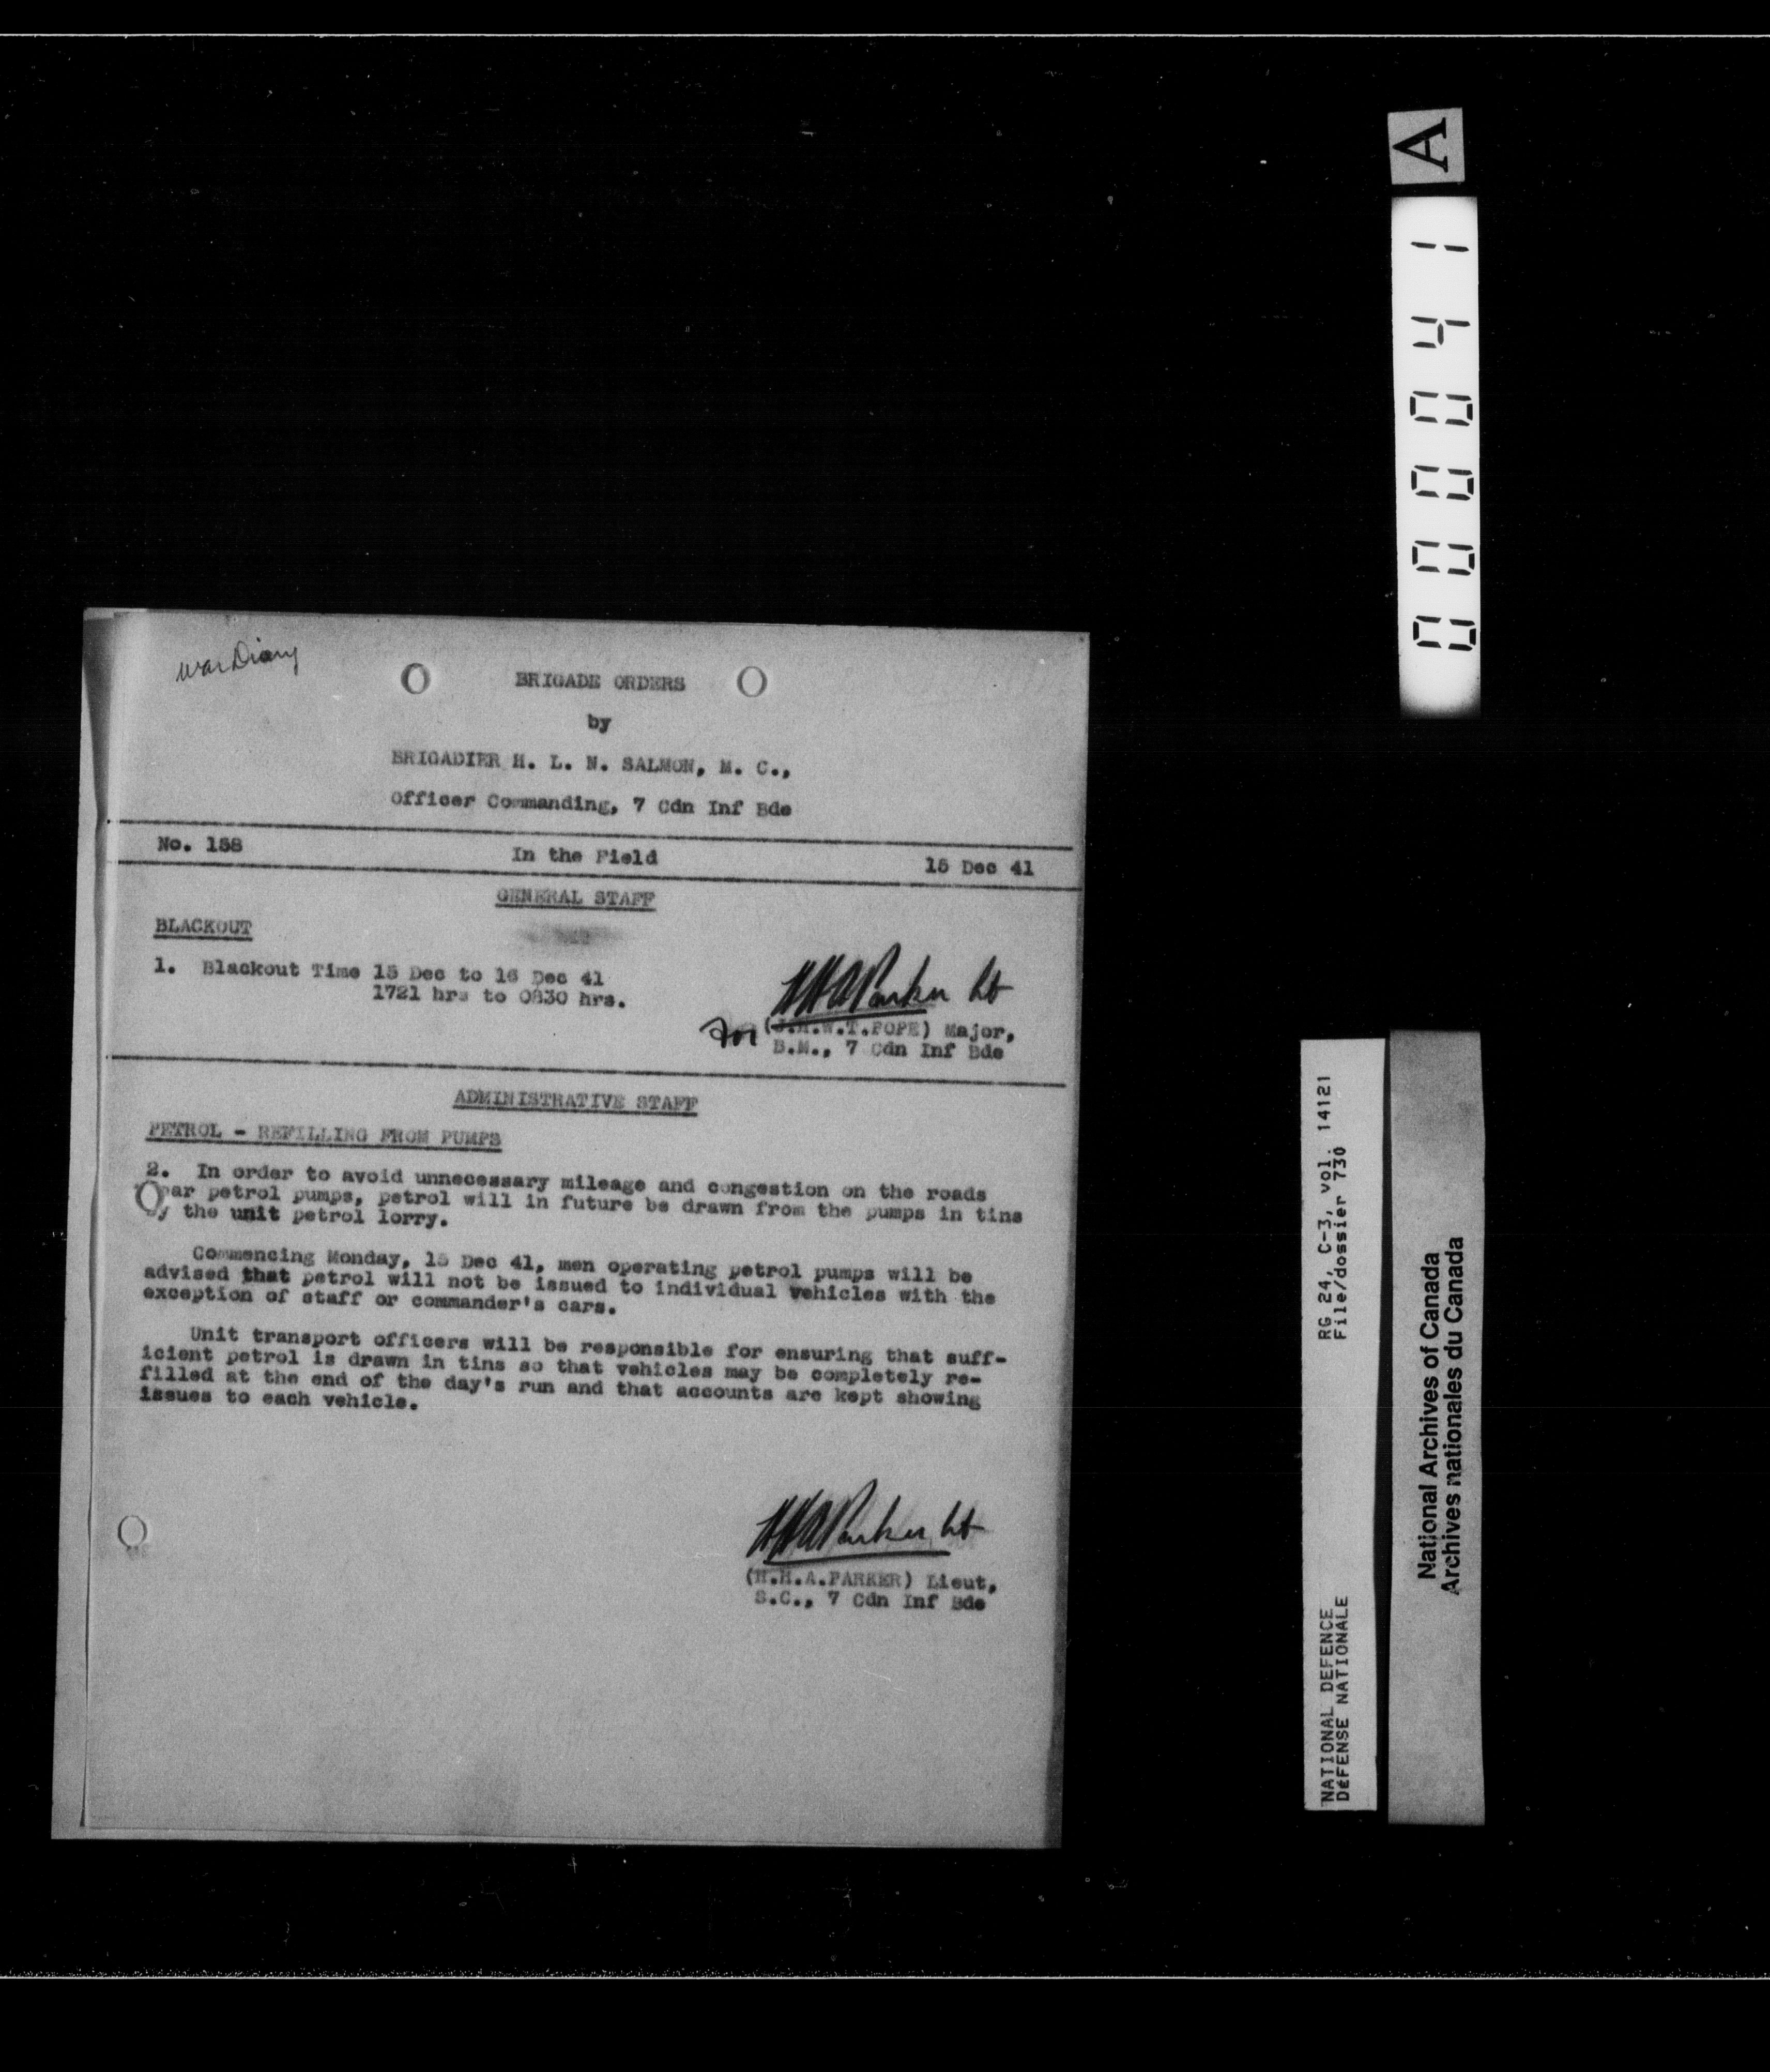 War Diary
BRIGADE ORDERS
by
BRIGADIER H. L. N. SALMON, M. C.,
Officer Commanding, 7 Cdn Inf Bde
No. 158
In the Field
15 Dec 41
GENERAL STAFF
BLACKOUT
1. Blackout Time 15 Dec to 16 Dec 41
1721 hrs to 0830 hrs.
HHAParker Lt
For (J.H.W.T.POPE) Major,
B.M., 7 Cdn Inf Bde
ADMINISTRATIVE STAFF
PETROL - REFILLING FROM PUMPS
2. In order to avoid unnecessary mileage and congestion on the roads
ar petrol pumps, petrol will in future be drawn from the pumps in tins
y the unit petrol lorry.
Commencing Monday, 15 Dec 41, men operating petrol pumps will be
advised that petrol will not be issued to individual vehicles with the
exception of staff or commander's cars.
Unit transport officers will be responsible for ensuring that suff-
icient petrol is drawn in tins so that vehicles may be completely re-
filled at the end of the day's run and that accounts are kept showing
issues to each vehicle.
HHAParker Lt
(H.H.A.PARKER) Lieut,
S.C., 7 Cdn Inf Bde
A
000041
NATIONAL DEFENCE RG 24, C-3, vol. 14121
DÉFENSE NATIONALE File/dossier 730
National Archives of Canada
Archives nationales du Canada